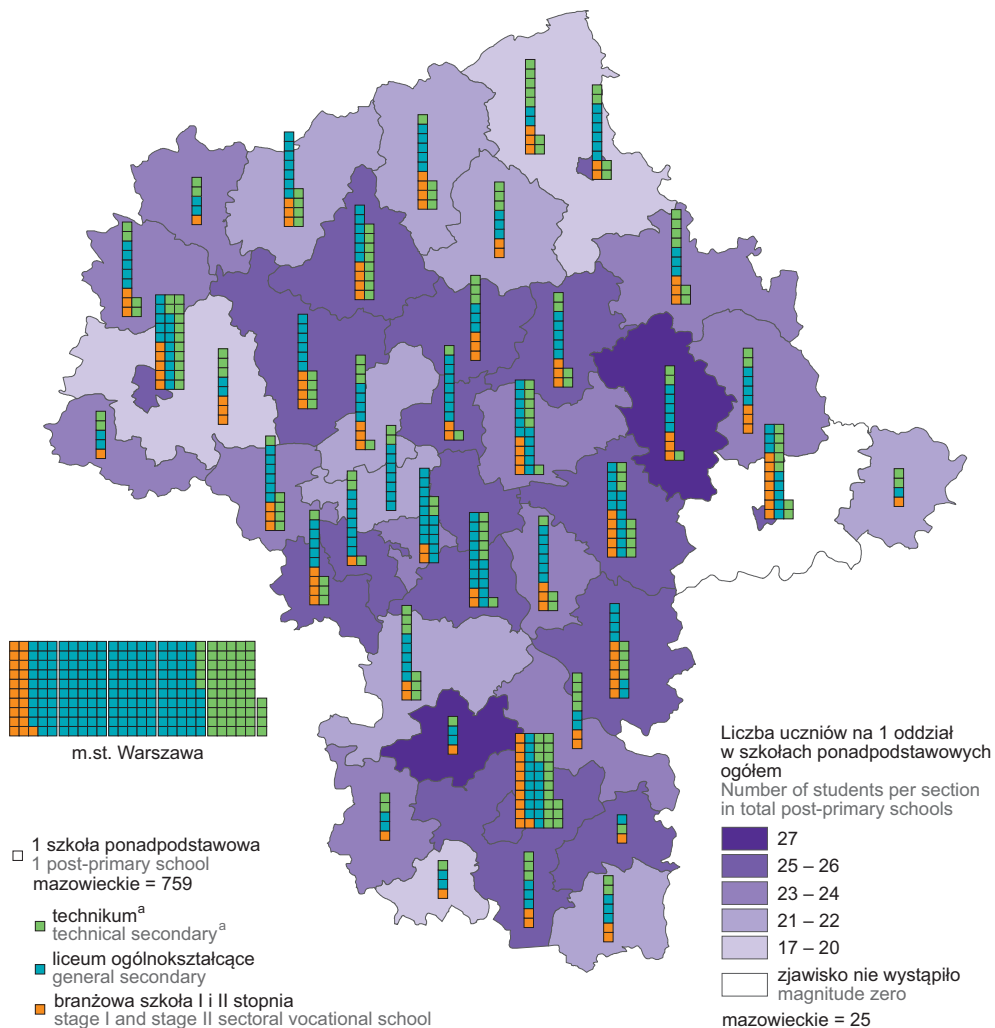 m.st. Warszawa
1 szkoła ponadpodstawowa
1 post-primary school
mazowieckie = 759
technikumᵃ
technical secondaryᵃ
liceum ogólnokształcące
general secondary
branżowa szkoła I i II stopnia
stage I and stage II sectoral vocational school
Liczba uczniów na 1 oddział
w szkołach ponadpodstawowych
ogółem
Number of students per section
in total post-primary schools
27
25 – 26
23 – 24
21 – 22
17 – 20
zjawisko nie wystąpiło
magnitude zero
mazowieckie = 25